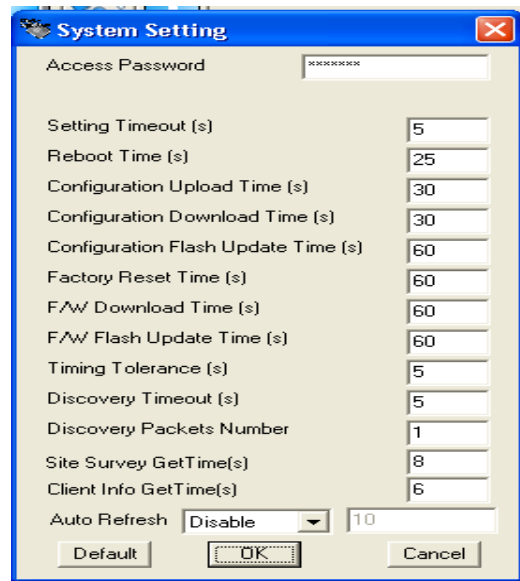 System Setting
Access Password *******
Setting Timeout (s) 5
Reboot Time (s) 25
Configuration Upload Time (s) 30
Configuration Download Time (s) 30
Configuration Flash Update Time (s) 60
Factory Reset Time (s) 60
F/W Download Time (s) 60
F/W Flash Update Time (s) 60
Timing Tolerance (s) 5
Discovery Timeout (s) 5
Discovery Packets Number 1
Site Survey GetTime(s) 8
Client Info GetTime(s) 6
Auto Refresh Disable 10
Default OK Cancel